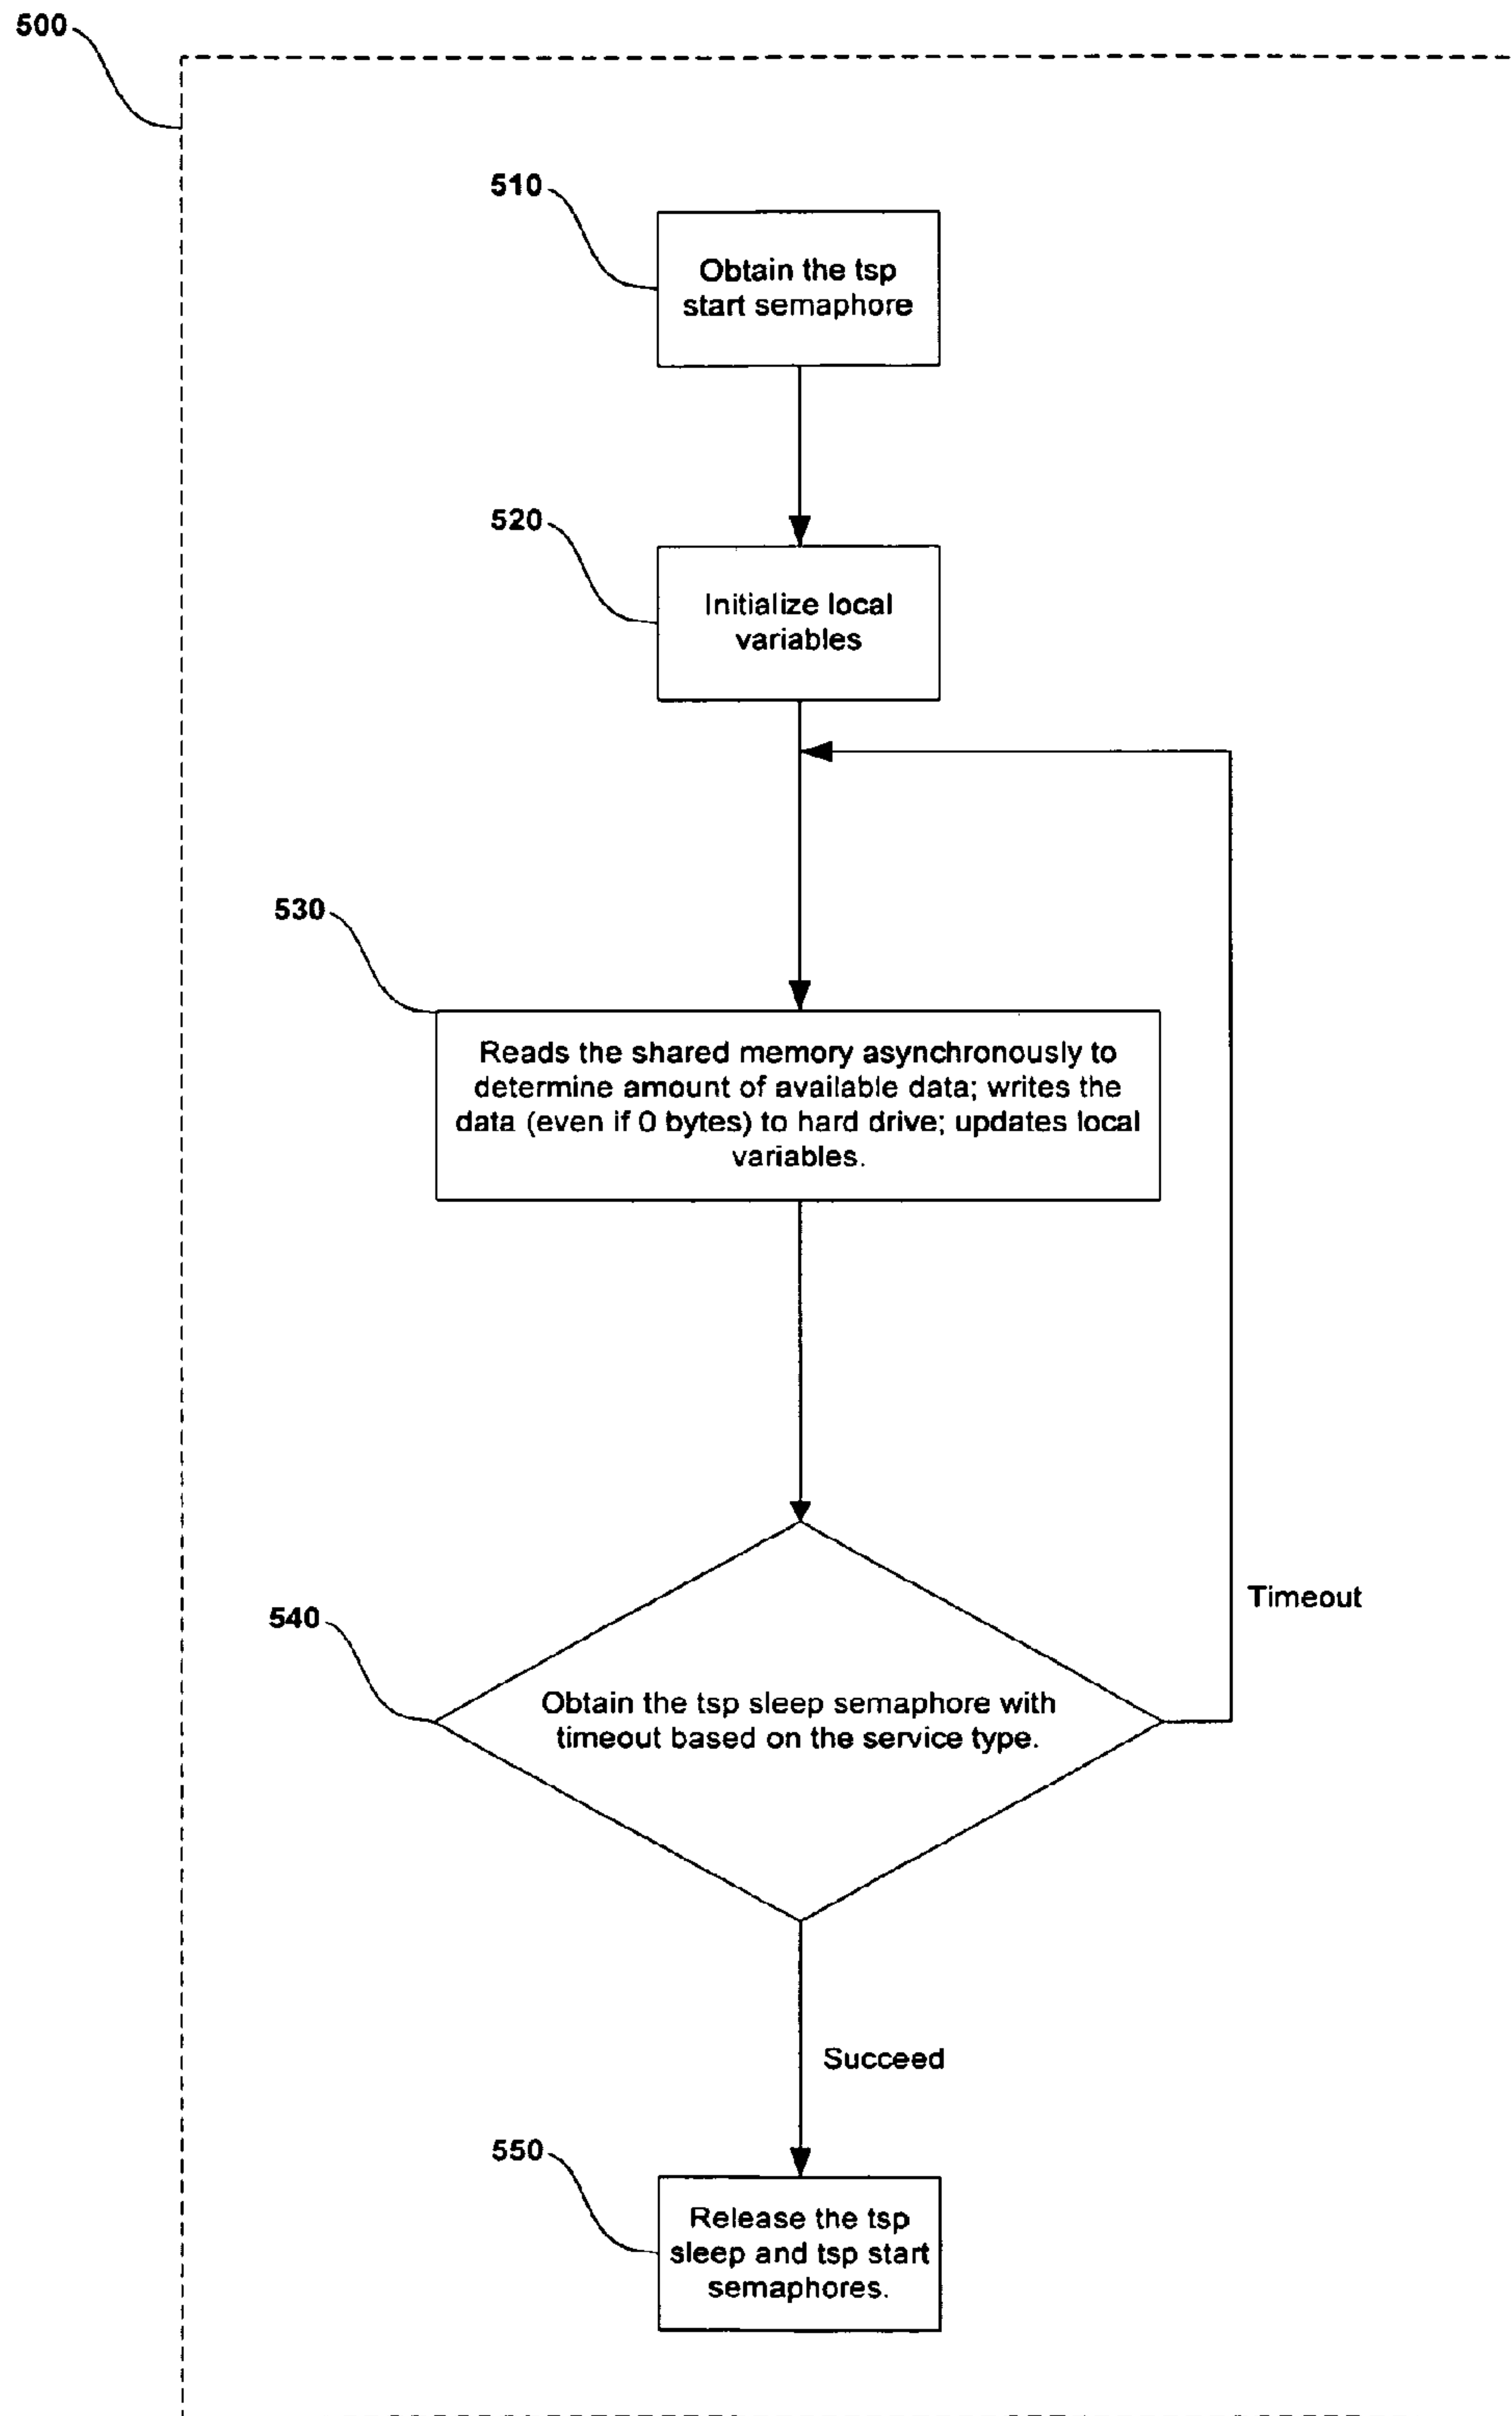 500
510
Obtain the tsp
start semaphore
520
Initialize local
variables
530
Reads the shared memory asynchronously to
determine amount of available data; writes the
data (even if 0 bytes) to hard drive; updates local
variables.
540
Timeout
Obtain the tsp sleep semaphore with
timeout based on the service type.
Succeed
550
Release the tsp
sleep and tsp start
semaphores.